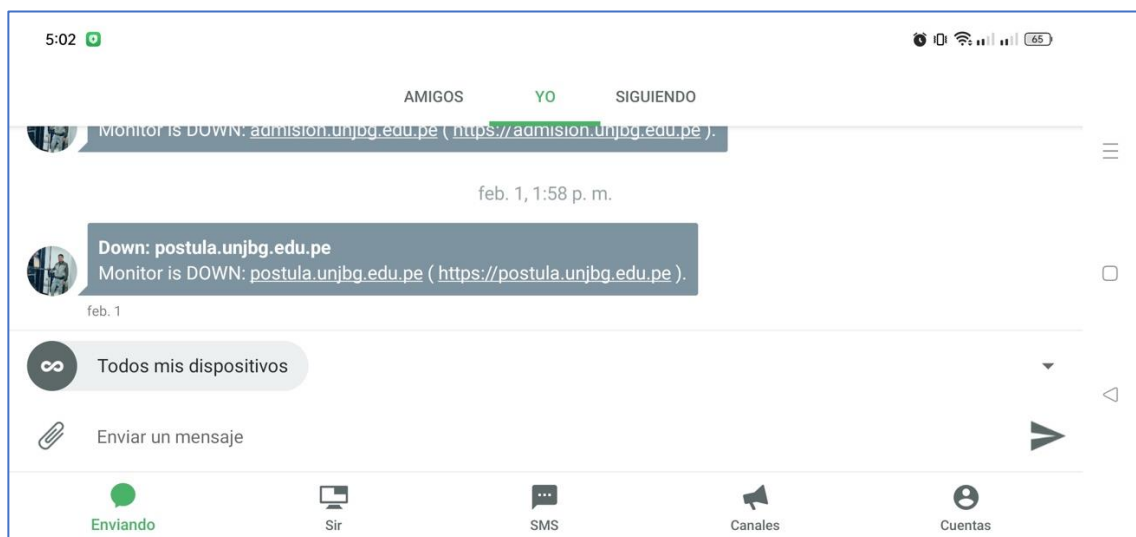 5:02
65
AMIGOS YO SIGUIENDO
Monitor is DOWN: admision.unjbg.edu.pe ( https://admision.unjbg.edu.pe ).
feb. 1, 1:58 p. m.
Down: postula.unjbg.edu.pe
Monitor is DOWN: postula.unjbg.edu.pe ( https://postula.unjbg.edu.pe ).
feb. 1
Todos mis dispositivos
Enviar un mensaje
Enviando Sir SMS Canales Cuentas